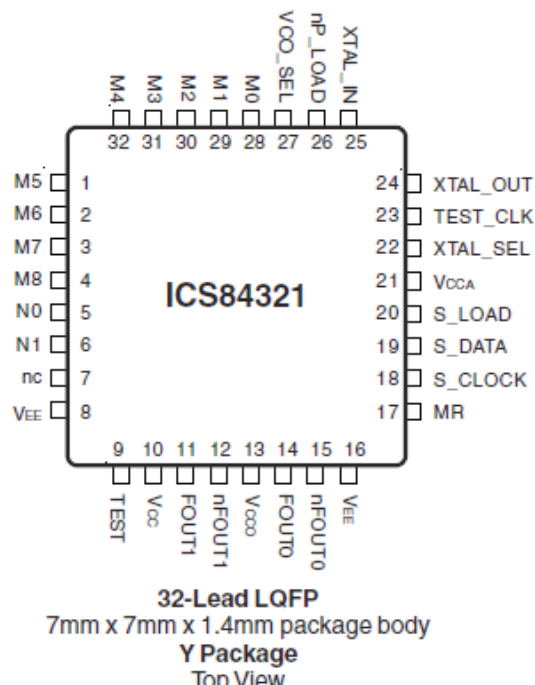 M4 M3 M2 M1 M0 VCO_SEL nP_LOAD XTAL_IN
32 31 30 29 28 27 26 25
M5 1
M6 2
M7 3
M8 4
N0 5
N1 6
nc 7
VEE 8
ICS84321
24 XTAL_OUT
23 TEST_CLK
22 XTAL_SEL
21 VCCA
20 S_LOAD
19 S_DATA
18 S_CLOCK
17 MR
9 10 11 12 13 14 15 16
TEST VCC FOUT1 nFOUT1 VCCO FOUT0 nFOUT0 VEE
32-Lead LQFP
7mm x 7mm x 1.4mm package body
Y Package
Top View